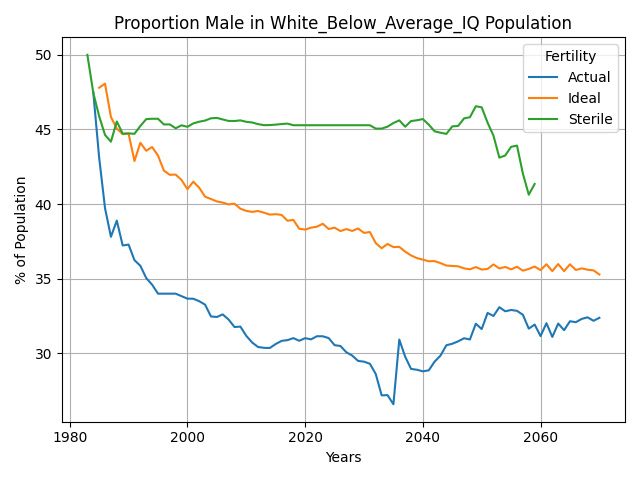 Proportion Male in White_Below_Average_IQ Population
Fertility
Actual
Ideal
Sterile
% of Population
50
45
40
35
30
1980
2000
2020
2040
2060
Years